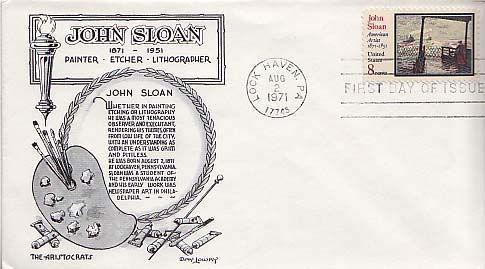 JOHN SLOAN
1871 - 1951
PAINTER - ETCHER - LITHOGRAPHER
JOHN SLOAN
WHETHER IN PAINTING
ETCHING OR LITHOGRAPHY
HE WAS A MOST TENACIOUS
OBSERVER AND EXECUTANT,
RENDERING HIS THEMES, OFTEN
FROM LOW LIFE OF THE CITY,
WITH AN UNDERSTANDING AS
COMPLETE AS IT WAS GRIM
AND PITILESS.
HE WAS BORN AUGUST 2, 1871
AT LOCKHAVEN, PENNSYLVANIA.
SLOAN WAS A STUDENT OF
THE PENNSYLVANIA ACADEMY
AND HIS EARLY WORK WAS
NEWSPAPER ART IN PHILA-
DELPHIA.
THE ARISTOCRATS
Day Lowry
LOCK HAVEN, PA
AUG
2
1971
17745
John
Sloan
American
Artist
1871-1951
United
States
8 cents
FIRST DAY OF ISSUE